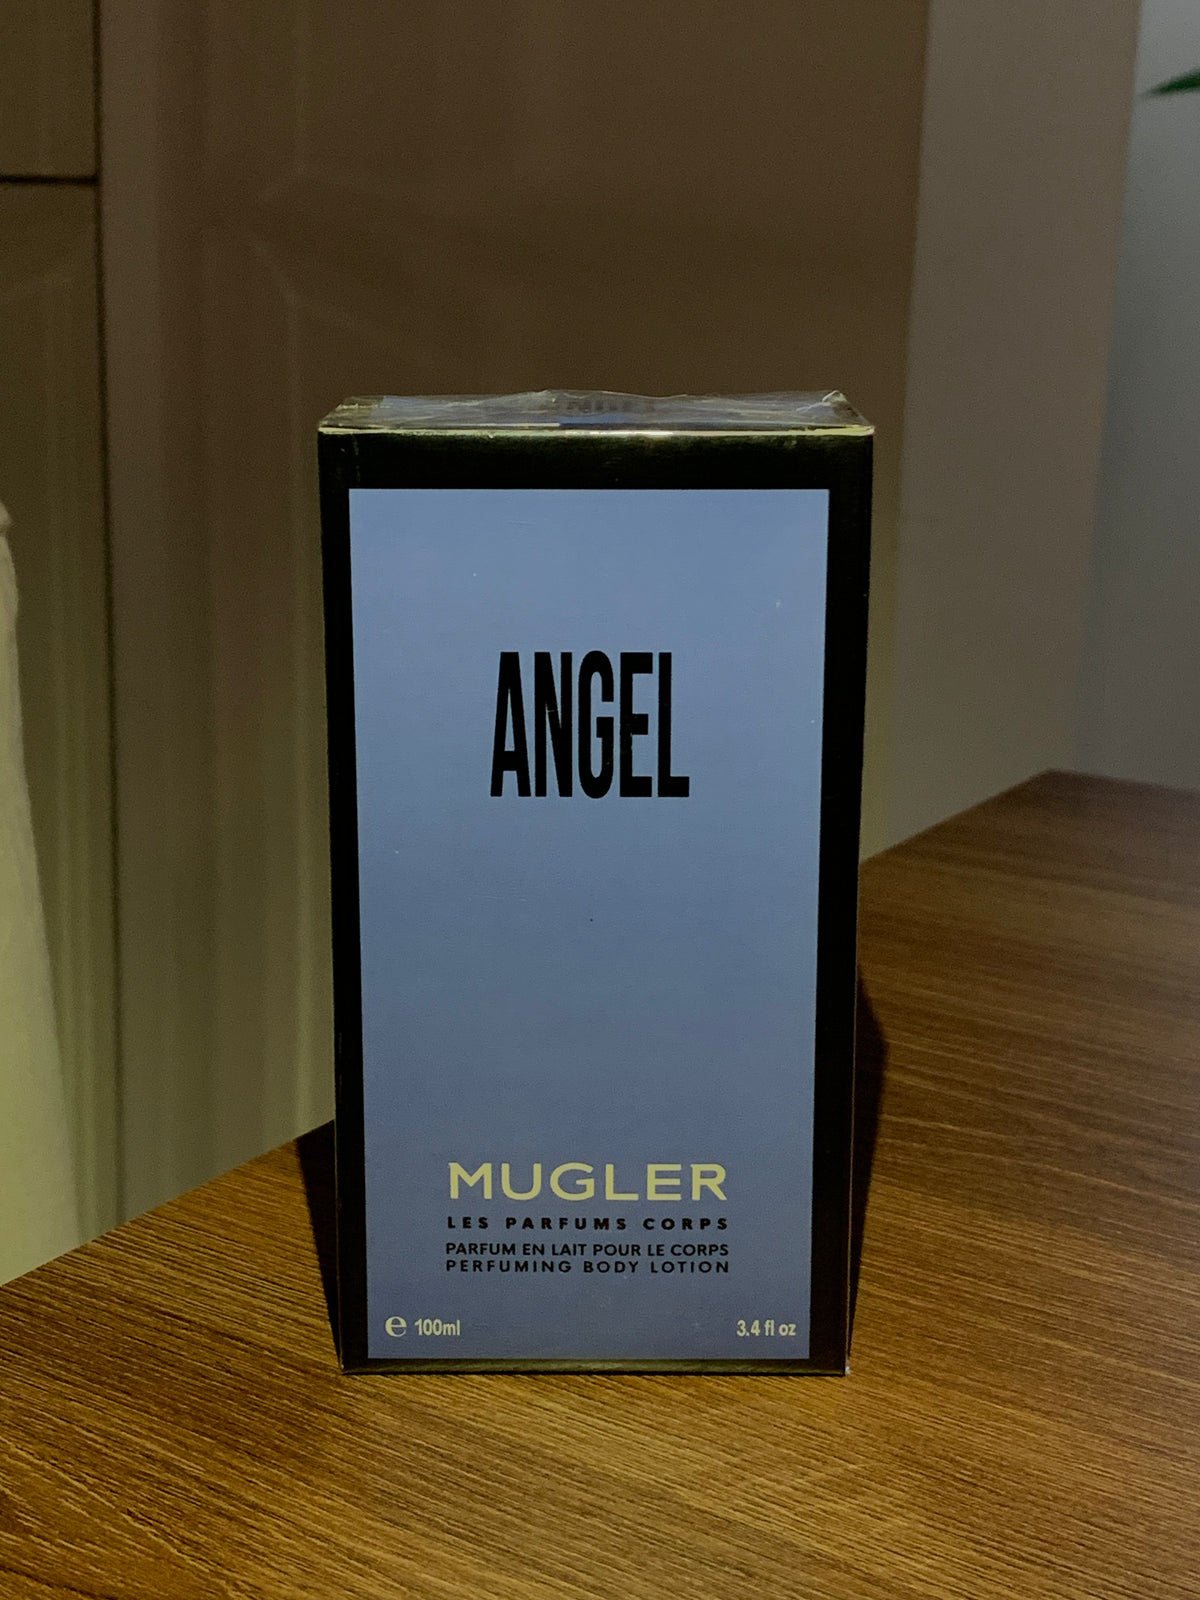 ANGEL
MUGLER
LES PARFUMS CORPS
PARFUM EN LAIT POUR LE CORPS
PERFUMING BODY LOTION
℮ 100ml
3.4 fl oz